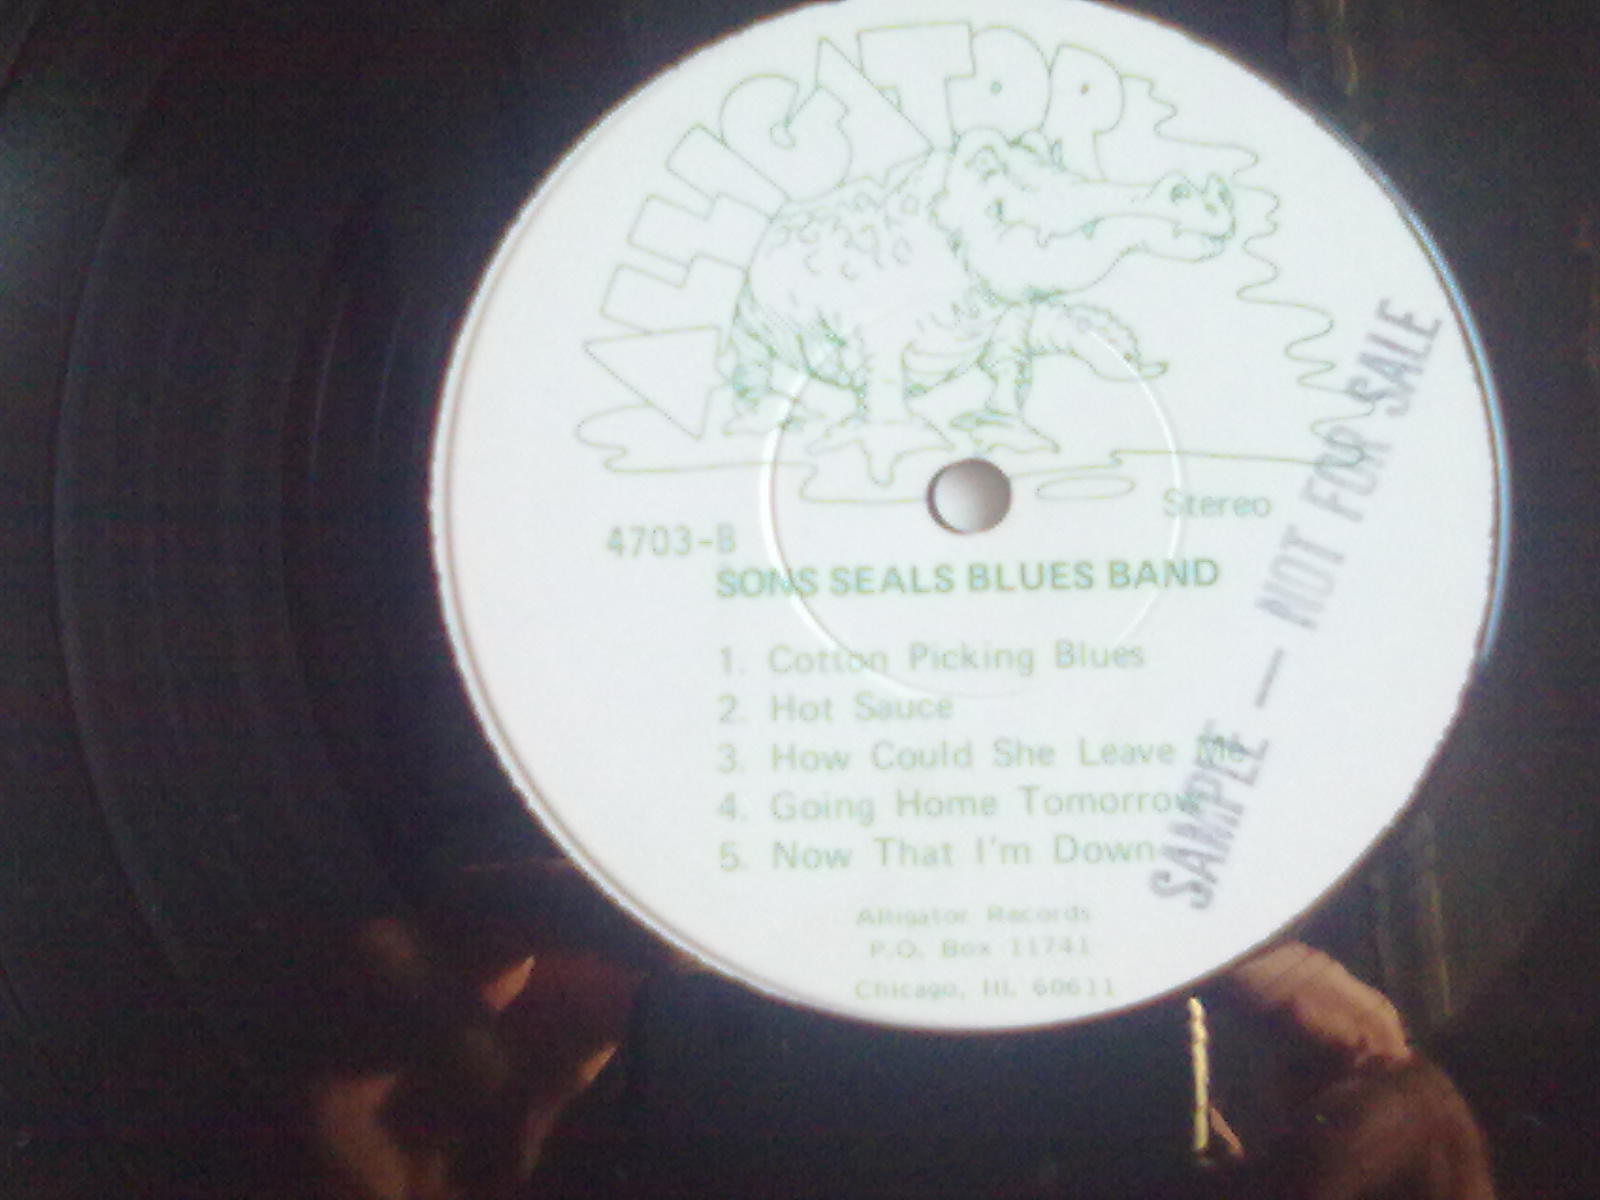 ALLIGATOR
Stereo
4703-B
SONS SEALS BLUES BAND
1. Cotton Picking Blues
2. Hot Sauce
3. How Could She Leave Me
4. Going Home Tomorrow
5. Now That I'm Down
Alligator Records
P.O. Box 11741
Chicago, Ill. 60611
SAMPLE — NOT FOR SALE